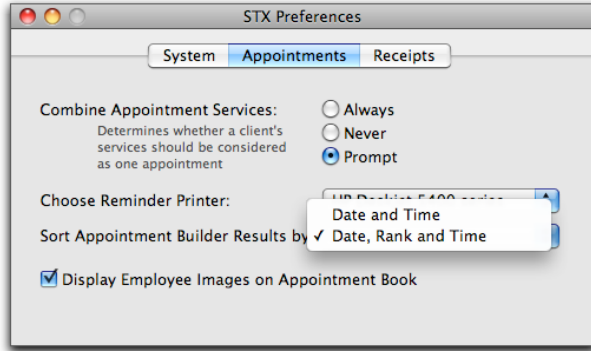 STX Preferences
System Appointments Receipts
Combine Appointment Services:
Always
Determines whether a client's
services should be considered
as one appointment
Never
Prompt
Choose Reminder Printer:
Date and Time
Sort Appointment Builder Results by
✓ Date, Rank and Time
Display Employee Images on Appointment Book